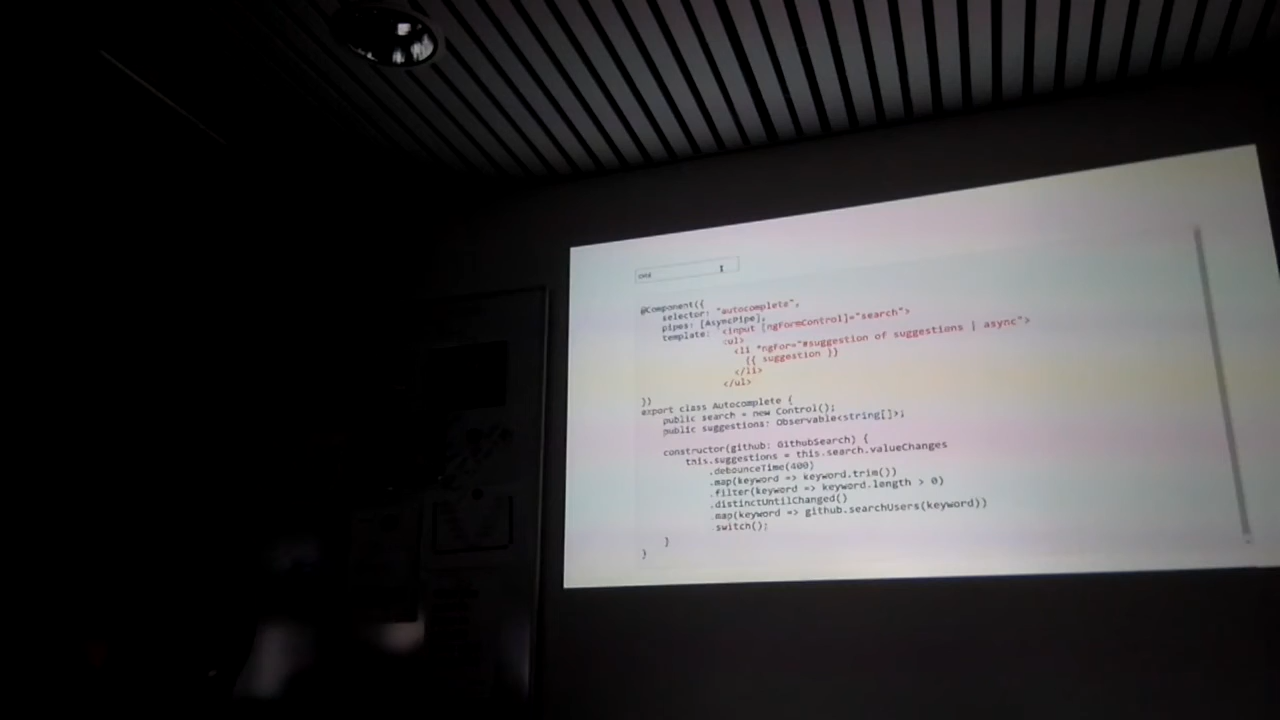 @Component({
selector: "autocomplete",
pipes: [AsyncPipe],
template: `<input [ngFormControl]="search">
<ul>
<li *ngFor="#suggestion of suggestions | async">
{{ suggestion }}
</li>
</ul>
})
export class Autocomplete {
public search = new Control();
public suggestions: Observable<string[]>;
constructor(github: GithubSearch) {
this.suggestions = this.search.valueChanges
.debounceTime(400)
.map(keyword => keyword.trim())
.filter(keyword => keyword.length > 0)
.distinctUntilChanged()
.map(keyword => github.searchUsers(keyword))
switch();
}
}